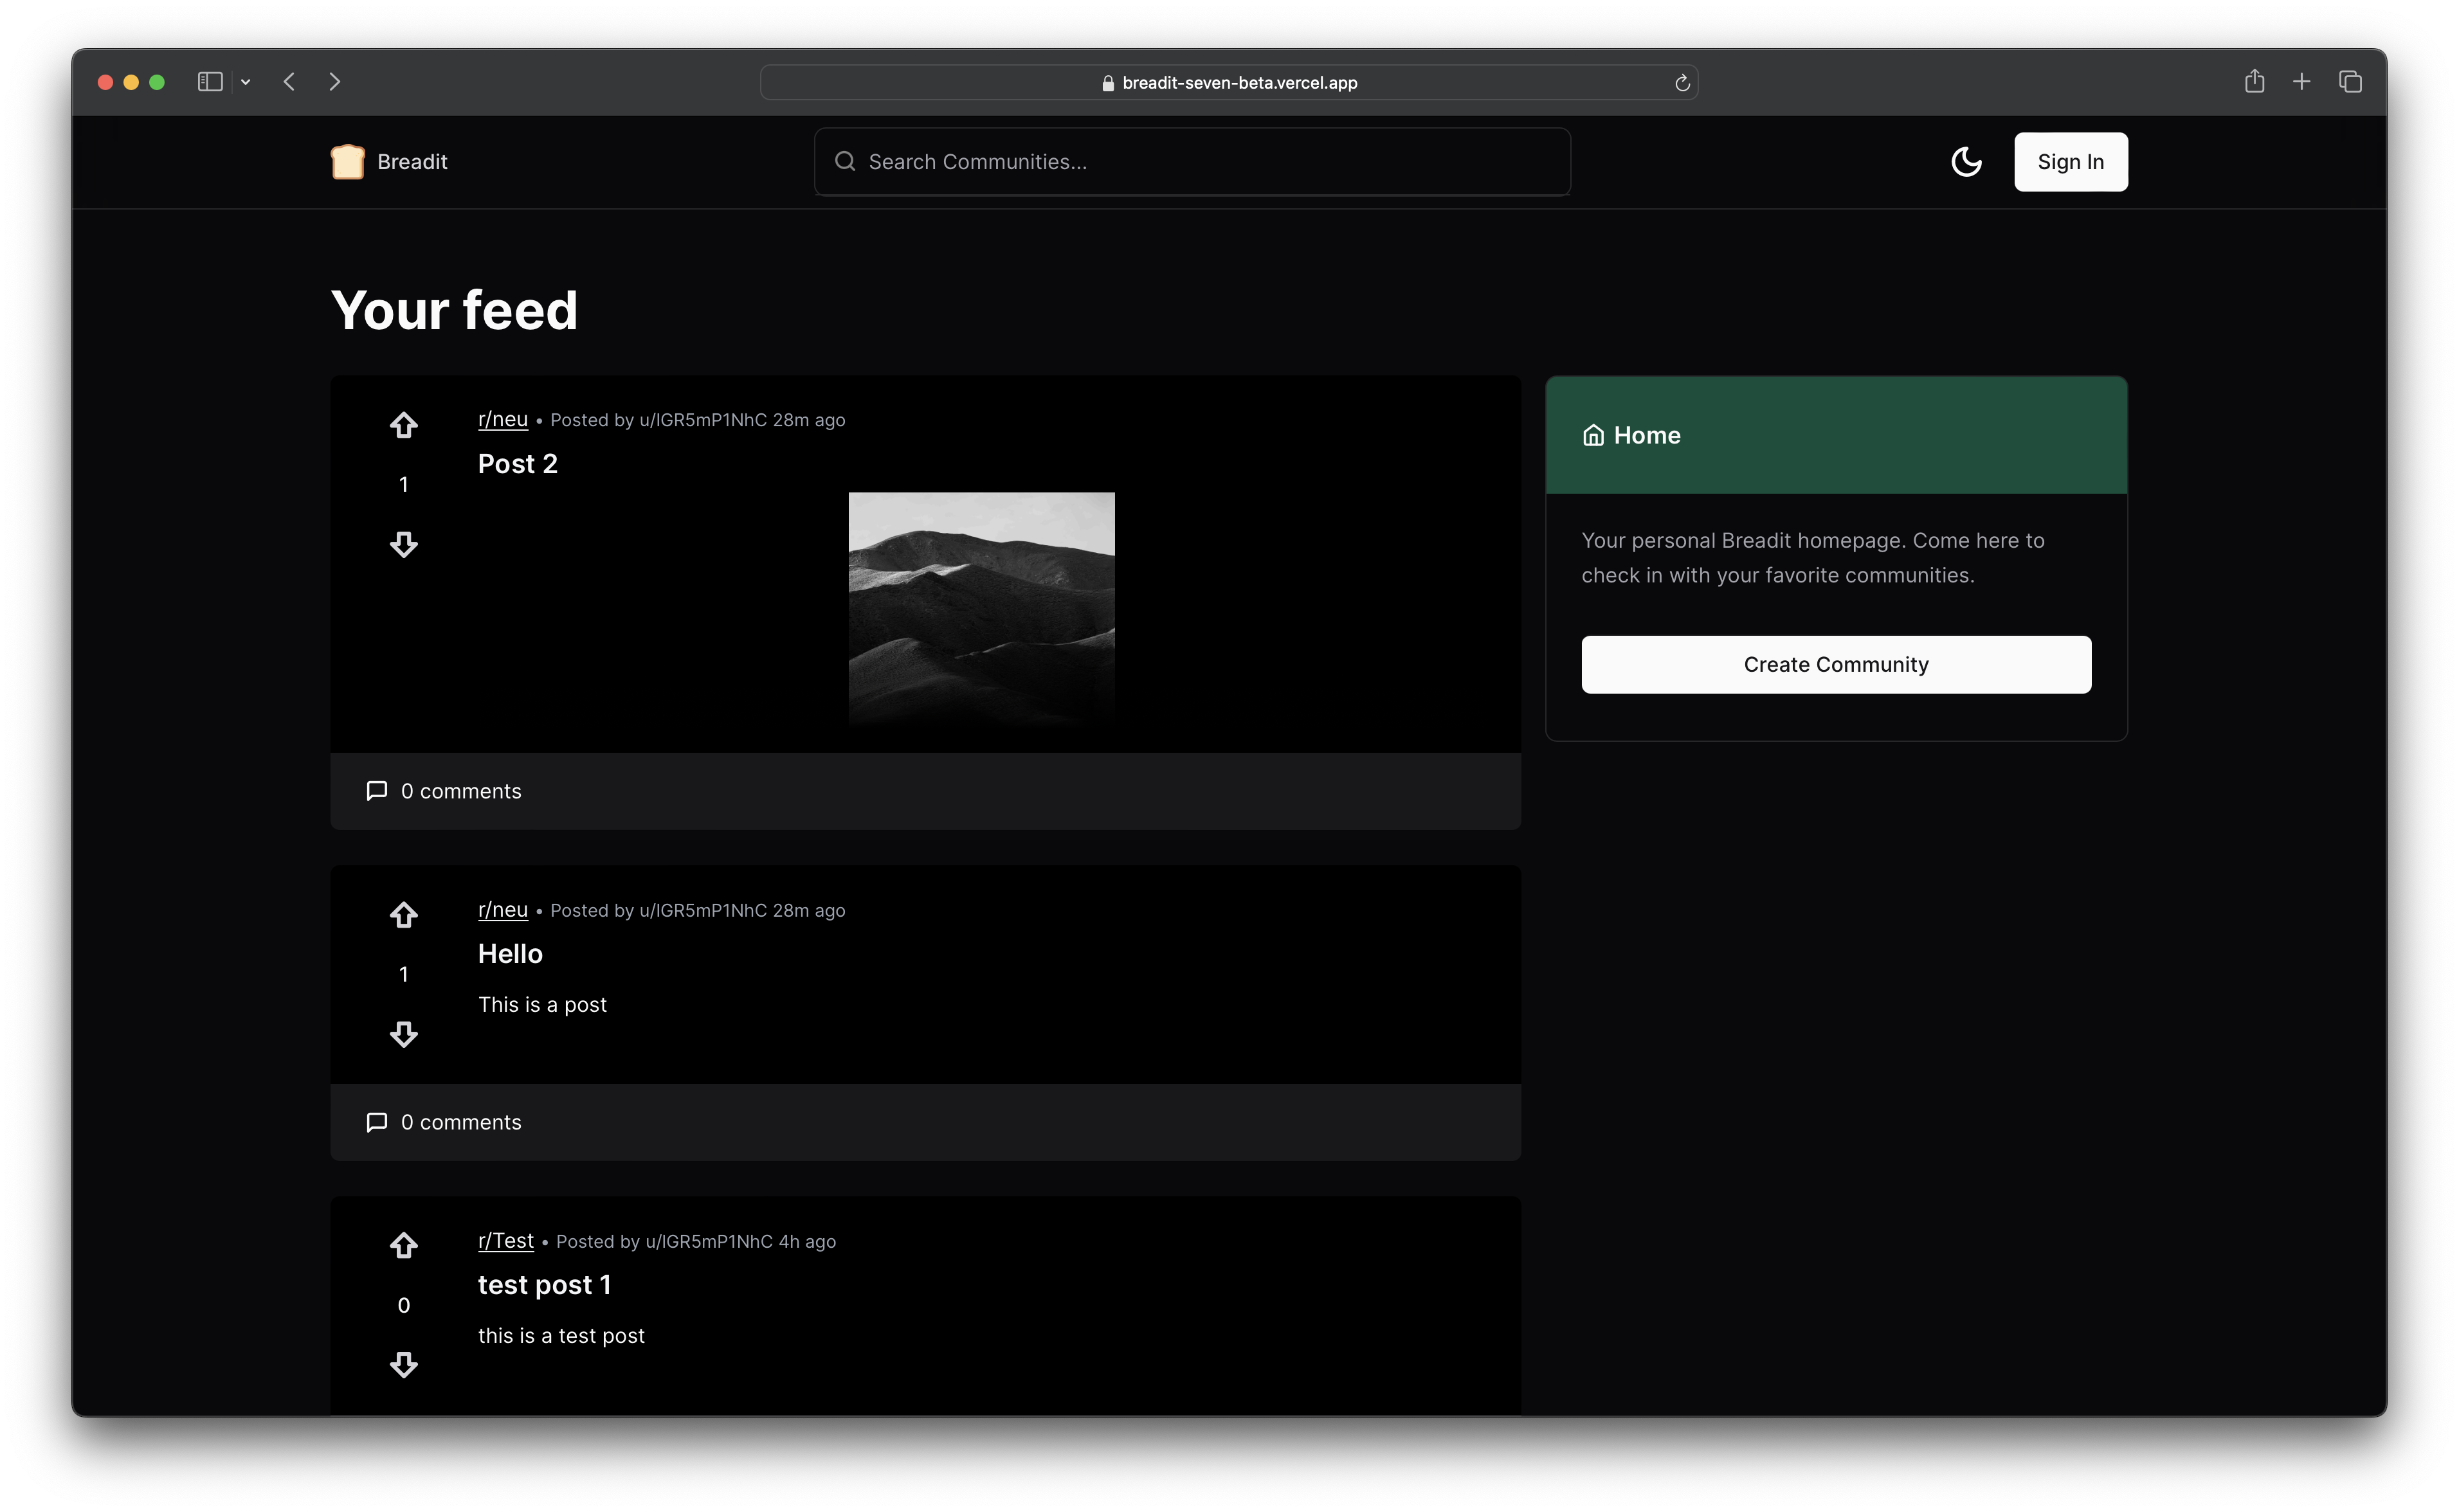 breadit-seven-beta.vercel.app
Breadit
Search Communities...
Sign In
Your feed
r/neu • Posted by u/lGR5mP1NhC 28m ago
Post 2
1
0 comments
r/neu • Posted by u/lGR5mP1NhC 28m ago
Hello
1
This is a post
0 comments
r/Test • Posted by u/lGR5mP1NhC 4h ago
test post 1
0
this is a test post
Home
Your personal Breadit homepage. Come here to
check in with your favorite communities.
Create Community